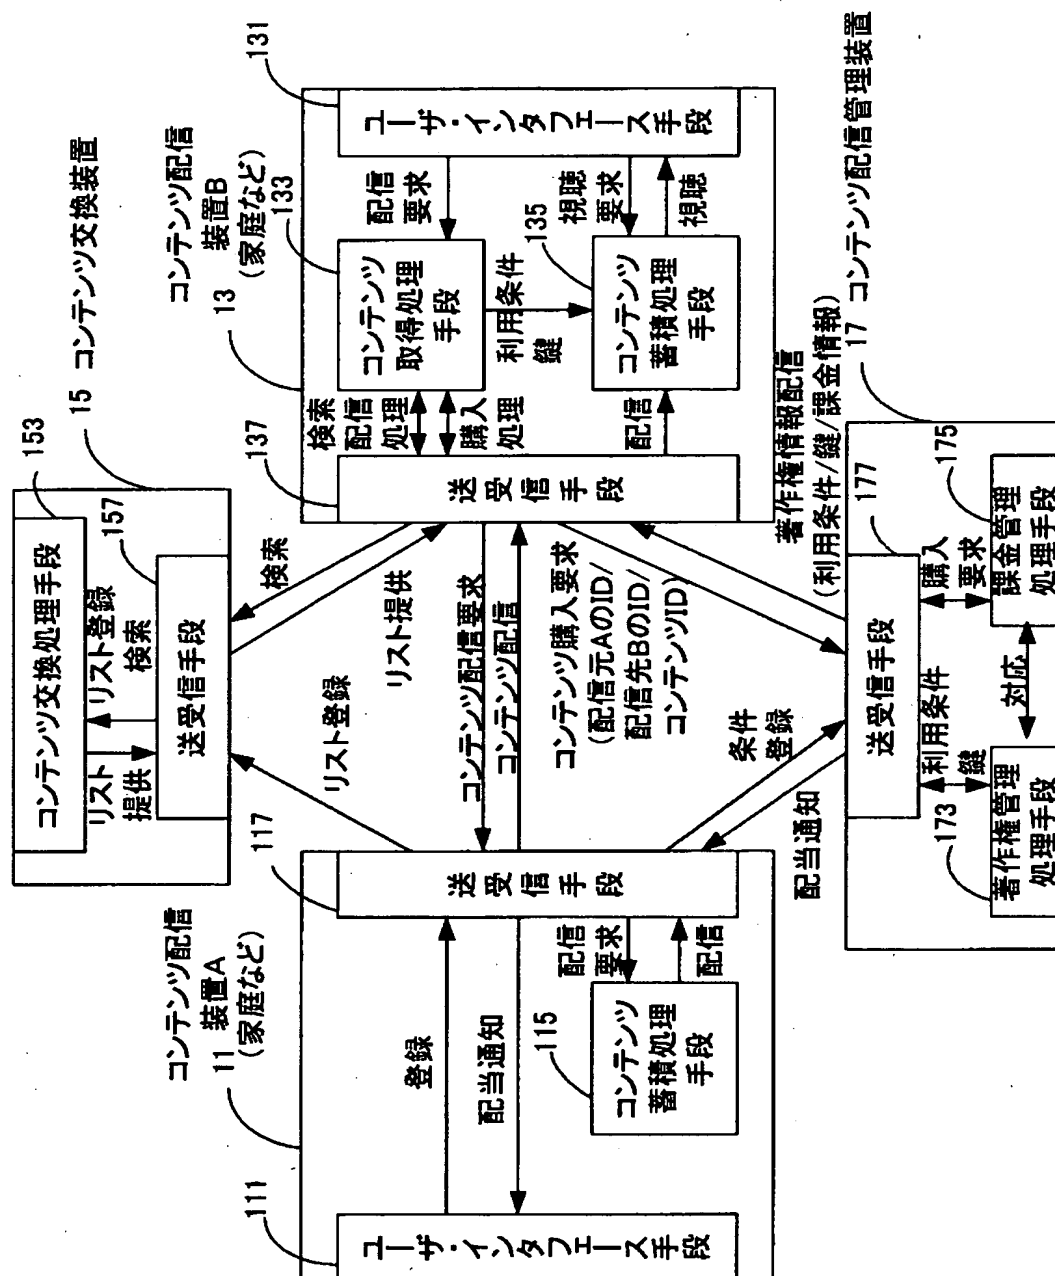 15 コンテンツ交換装置
153
コンテンツ交換処理手段
リスト
提供
リスト登録
検索
157
送受信手段
コンテンツ配信
装置A
11
(家庭など)
111
ユーザ・インタフェース手段
登録
配当通知
115
コンテンツ
蓄積処理
手段
配信
要求
配信
117
送受信手段
リスト登録
リスト提供
検索
コンテンツ配信要求
コンテンツ配信
コンテンツ購入要求
(配信元AのID/
配信先BのID/
コンテンツID)
条件
登録
配当通知
コンテンツ配信
装置B
13
(家庭など)
131
ユーザ・インタフェース手段
133
コンテンツ
取得処理
手段
配信
要求
視聴
要求
視聴
135
コンテンツ
蓄積処理
手段
利用条件
鍵
検索
配信
処理
購入
処理
配信
137
送受信手段
著作権情報配信
(利用条件/鍵/課金情報)
17 コンテンツ配信管理装置
177
送受信手段
利用条件
鍵
購入
要求
173
著作権管理
処理手段
対応
175
課金管理
処理手段